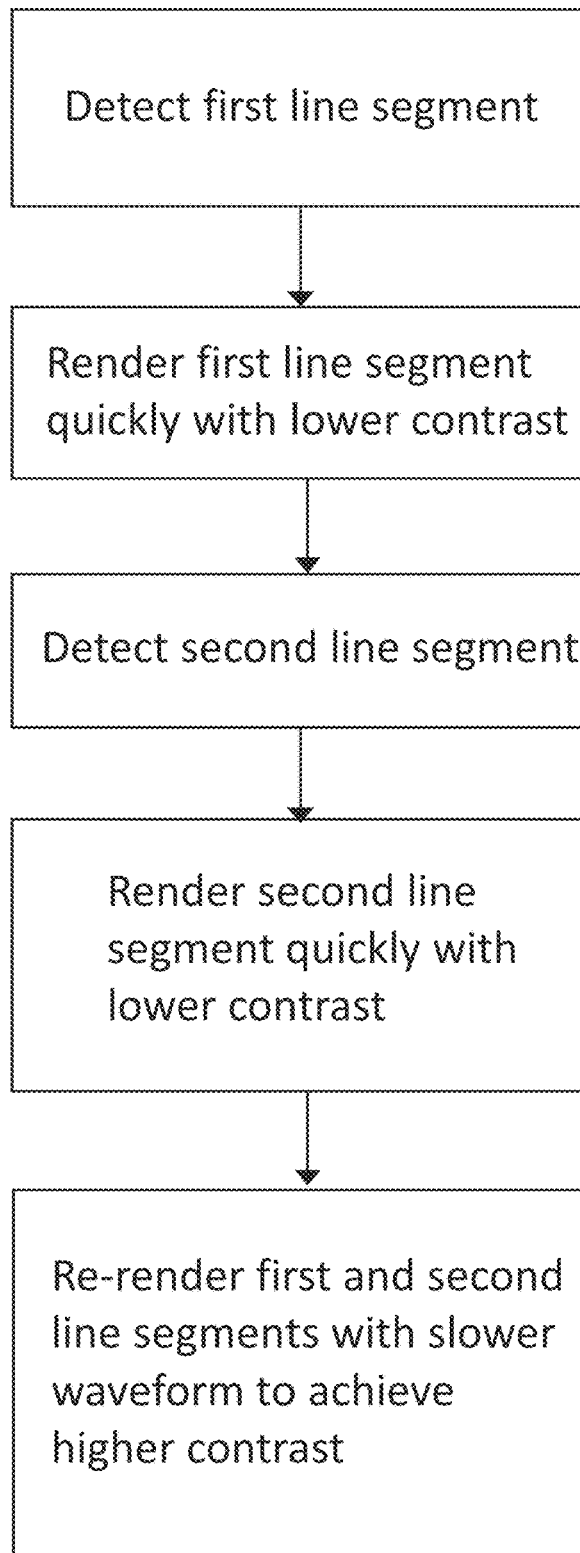 Detect first line segment
Render first line segment
quickly with lower contrast
Detect second line segment
Render second line
segment quickly with
lower contrast
Re-render first and second
line segments with slower
waveform to achieve
higher contrast